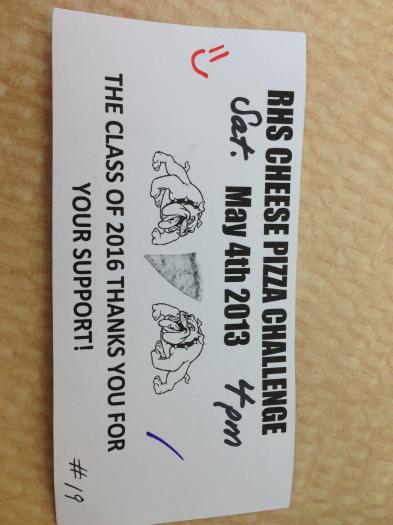 RHS CHEESE PIZZA CHALLENGE
Sat. May 4th 2013 4pm
THE CLASS OF 2016 THANKS YOU FOR
YOUR SUPPORT!
#19